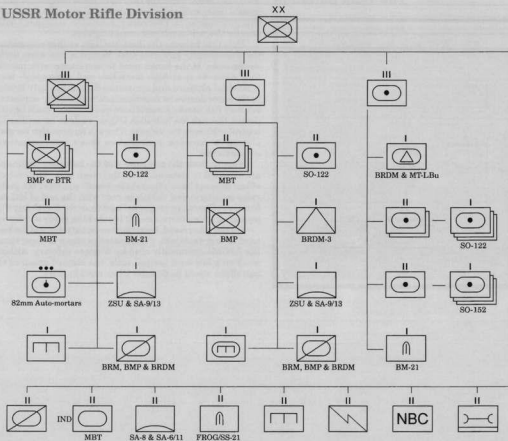 USSR Motor Rifle Division
XX
III
III
III
II
II
II
II
I
BMP or BTR
SO-122
MBT
SO-122
BRDM & MT-LBu
II
I
II
I
II
I
MBT
BM-21
BMP
BRDM-3
SO-122
•••
I
I
II
I
82mm Auto-mortars
ZSU & SA-9/13
ZSU & SA-9/13
SO-152
I
I
I
I
I
BRM, BMP & BRDM
BRM, BMP & BRDM
BM-21
II
II
II
II
II
II
II
II
IND
NBC
MBT
SA-8 & SA-6/11
FROG/SS-21